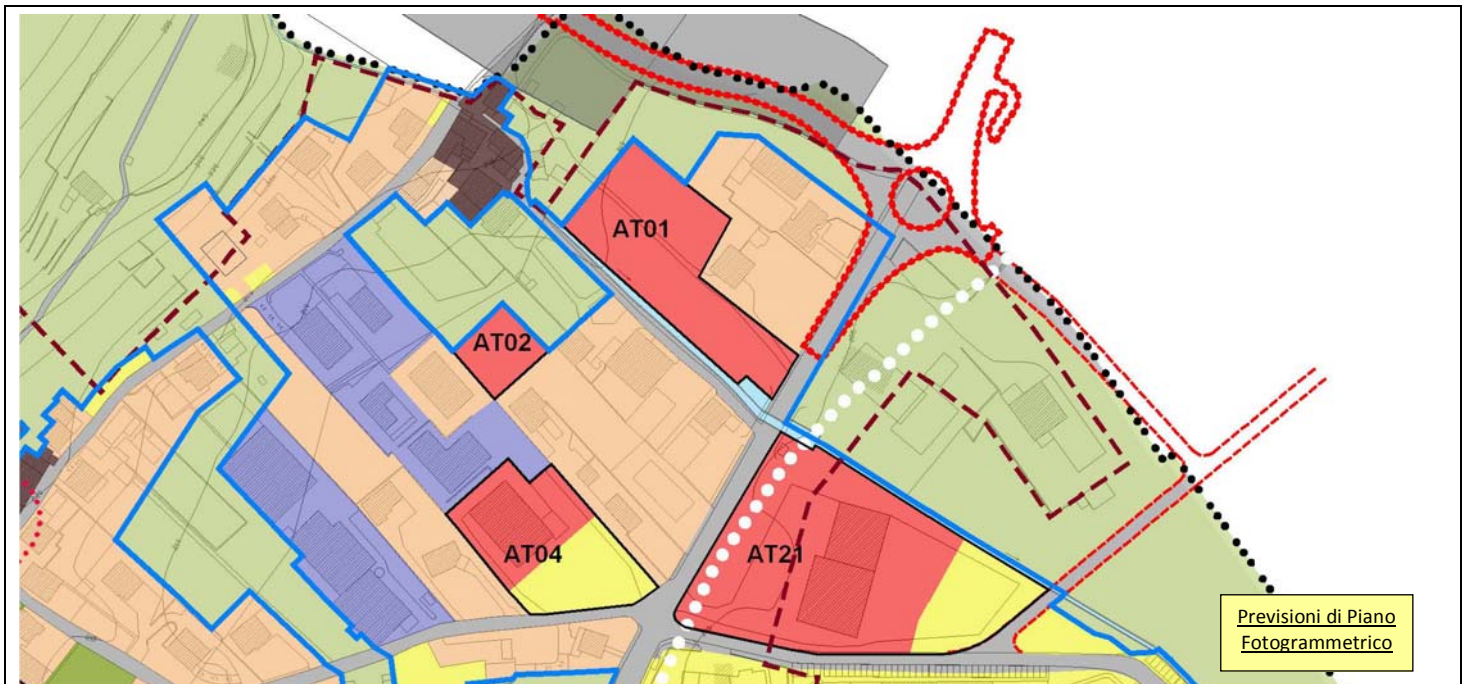 AT01
AT02
AT04
AT21
Previsioni di Piano
Fotogrammetrico